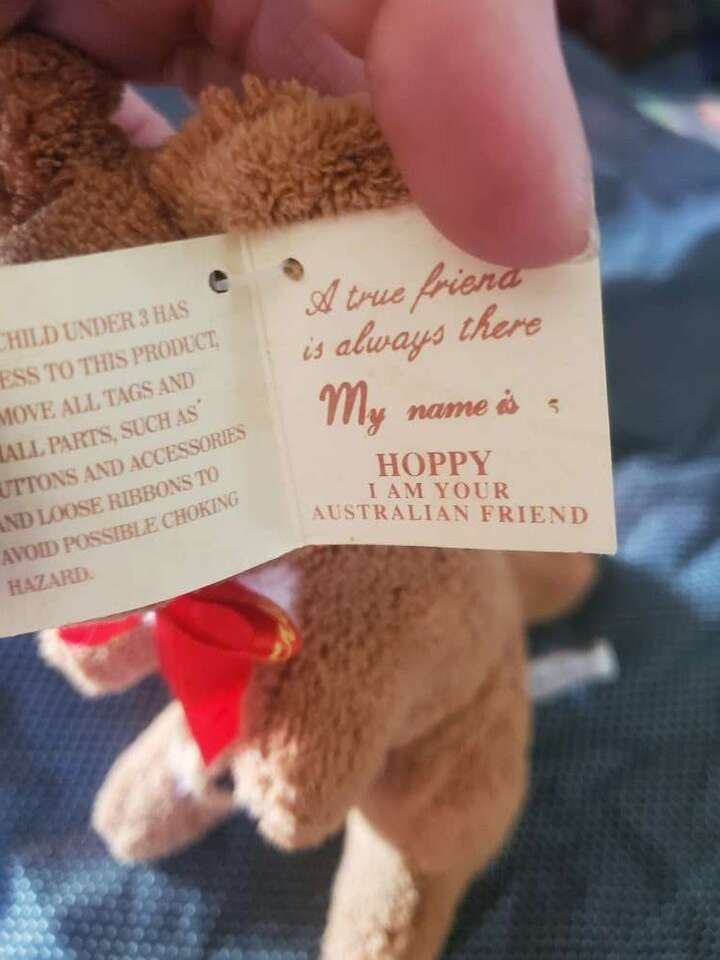 CHILD UNDER 3 HAS
ESS TO THIS PRODUCT,
MOVE ALL TAGS AND
ALL PARTS, SUCH AS
UTTONS AND ACCESSORIES
AND LOOSE RIBBONS TO
AVOID POSSIBLE CHOKING
HAZARD.
A true friend
is always there
My name is
HOPPY
I AM YOUR
AUSTRALIAN FRIEND